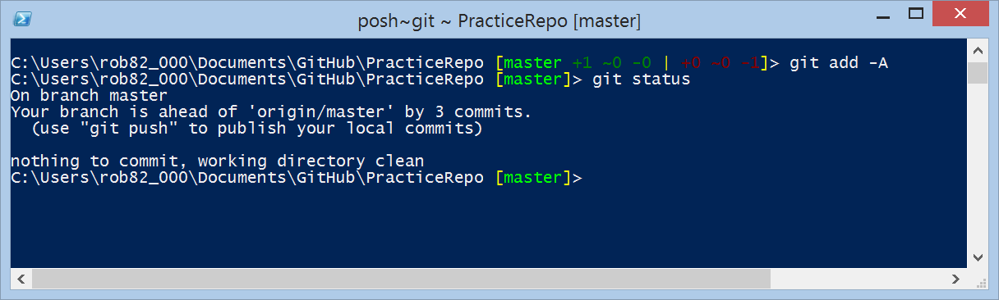 posh~git ~ PracticeRepo [master]
C:\Users\rob82_000\Documents\GitHub\PracticeRepo [master +1 ~0 -0 | +0 ~0 -1]> git add -A
C:\Users\rob82_000\Documents\GitHub\PracticeRepo [master]> git status
On branch master
Your branch is ahead of 'origin/master' by 3 commits.
  (use "git push" to publish your local commits)

nothing to commit, working directory clean
C:\Users\rob82_000\Documents\GitHub\PracticeRepo [master]>